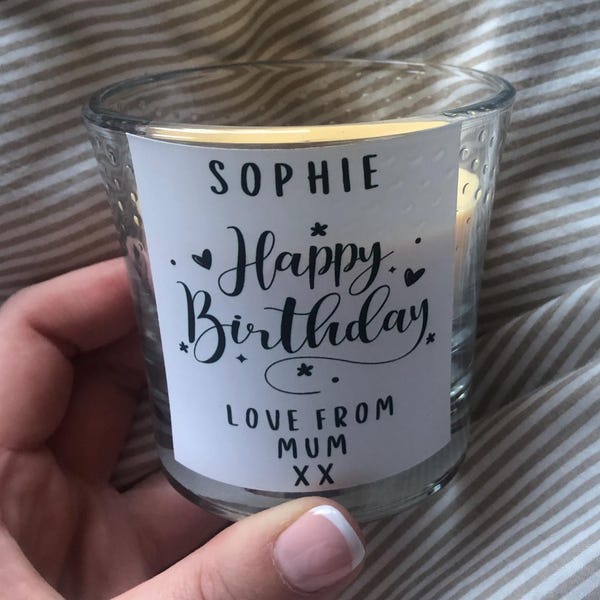 SOPHIE
Happy
Birthday
LOVE FROM
MUM
XX